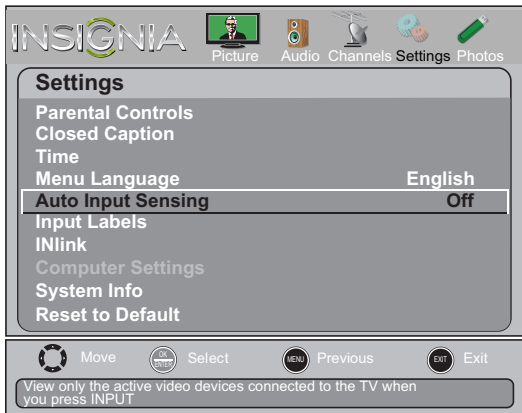 INSIGNIA
Picture Audio Channels Settings Photos
Settings
Parental Controls
Closed Caption
Time
Menu Language English
Auto Input Sensing Off
Input Labels
INlink
Computer Settings
System Info
Reset to Default
Move OK ENTER Select MENU Previous EXIT Exit
View only the active video devices connected to the TV when
you press INPUT